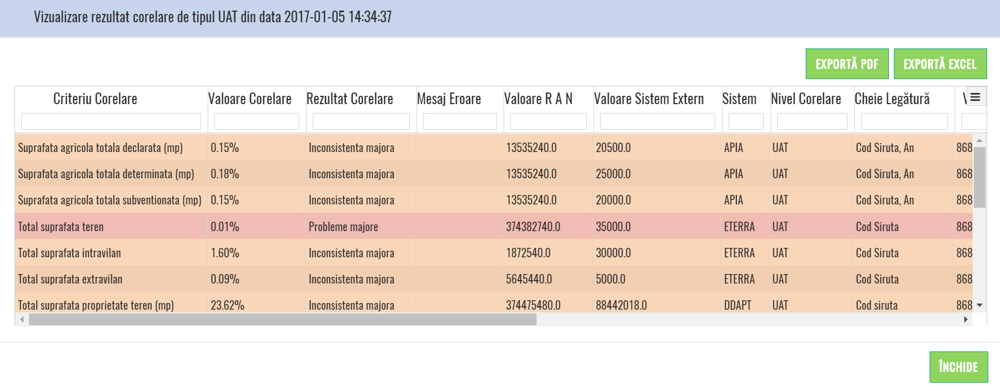 Vizualizare rezultat corelare de tipul UAT din data 2017-01-05 14:34:37
EXPORTĂ PDF EXPORTĂ EXCEL
Criteriu Corelare Valoare Corelare Rezultat Corelare Mesaj Eroare Valoare R A N Valoare Sistem Extern Sistem Nivel Corelare Cheie Legătură
Suprafata agricola totala declarata (mp) 0.15% Inconsistenta majora 13535240.0 20500.0 APIA UAT Cod Siruta, An 868
Suprafata agricola totala determinata (mp) 0.18% Inconsistenta majora 13535240.0 25000.0 APIA UAT Cod Siruta, An 868
Suprafata agricola totala subventionata (mp) 0.15% Inconsistenta majora 13535240.0 20000.0 APIA UAT Cod Siruta, An 868
Total suprafata teren 0.01% Probleme majore 374382740.0 35000.0 ETERRA UAT Cod Siruta 868
Total suprafata intravilan 1.60% Inconsistenta majora 1872540.0 30000.0 ETERRA UAT Cod Siruta 868
Total suprafata extravilan 0.09% Inconsistenta majora 5645440.0 5000.0 ETERRA UAT Cod Siruta 868
Total suprafata proprietate teren (mp) 23.62% Inconsistenta majora 374475480.0 88442018.0 DDAPT UAT Cod siruta 868
ÎNCHIDE